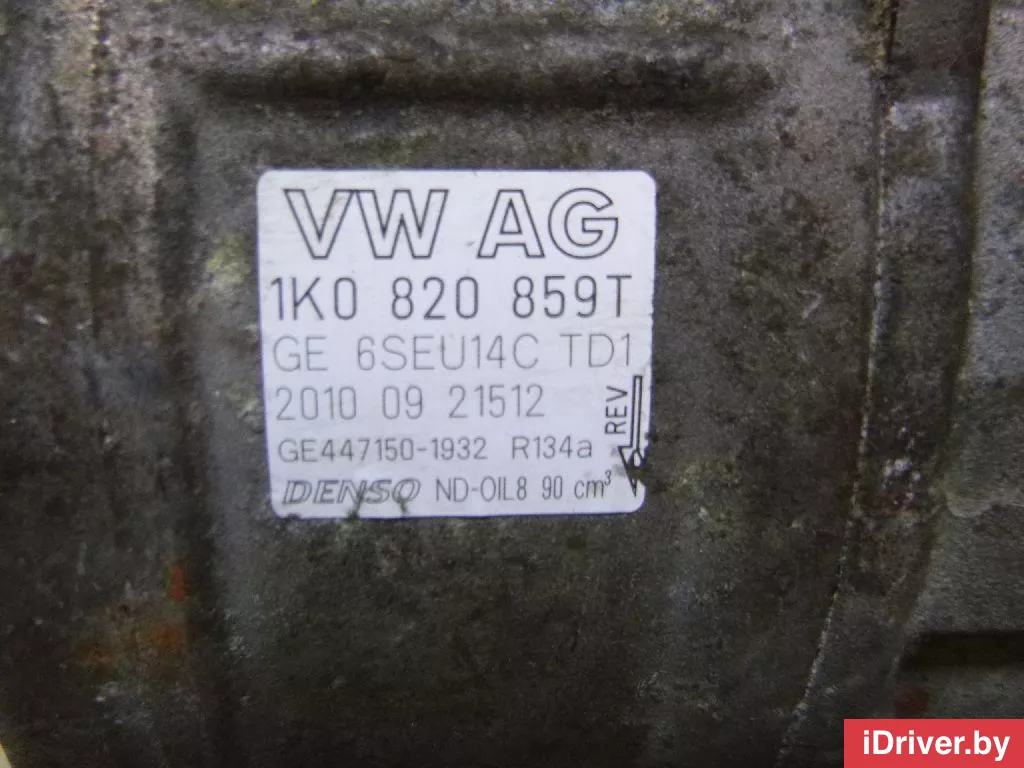 VW AG
1K0 820 859T
GE 6SEU14C TD1
2010 09 21512
REV
GE447150-1932 R134a
DENSO ND-OIL8 90 cm³
iDriver.by